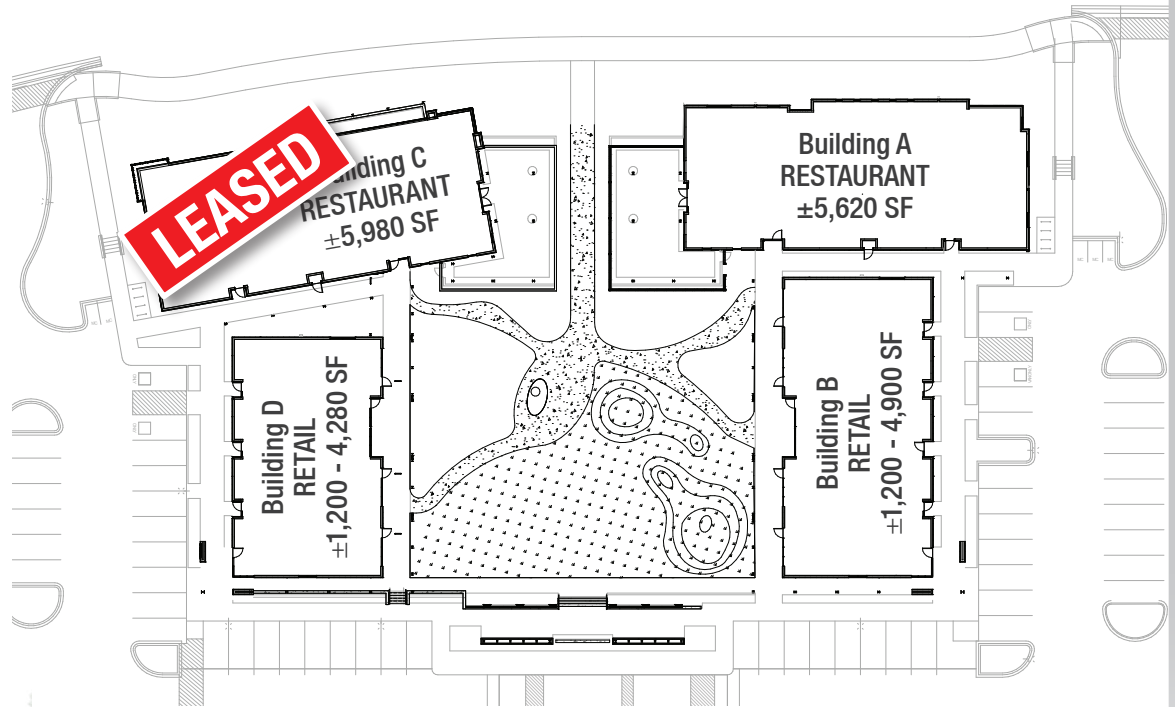 LEASED
Building C
RESTAURANT
±5,980 SF
Building A
RESTAURANT
±5,620 SF
Building D
RETAIL
±1,200 - 4,280 SF
Building B
RETAIL
±1,200 - 4,900 SF